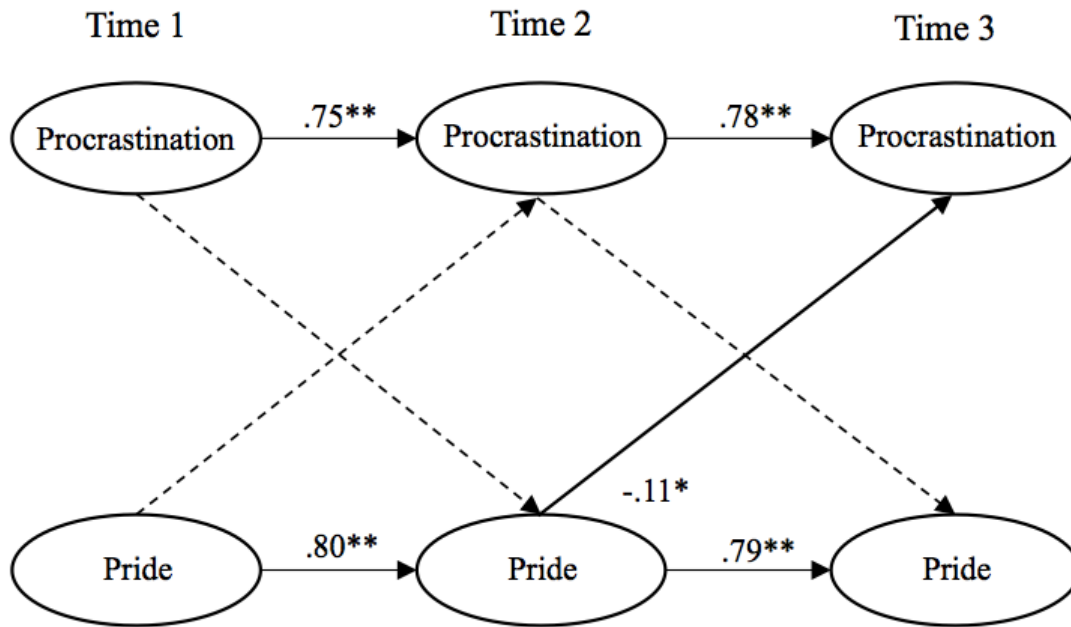 Time 1 Time 2 Time 3
.75** .78**
Procrastination Procrastination Procrastination
-.11*
.80** .79**
Pride Pride Pride